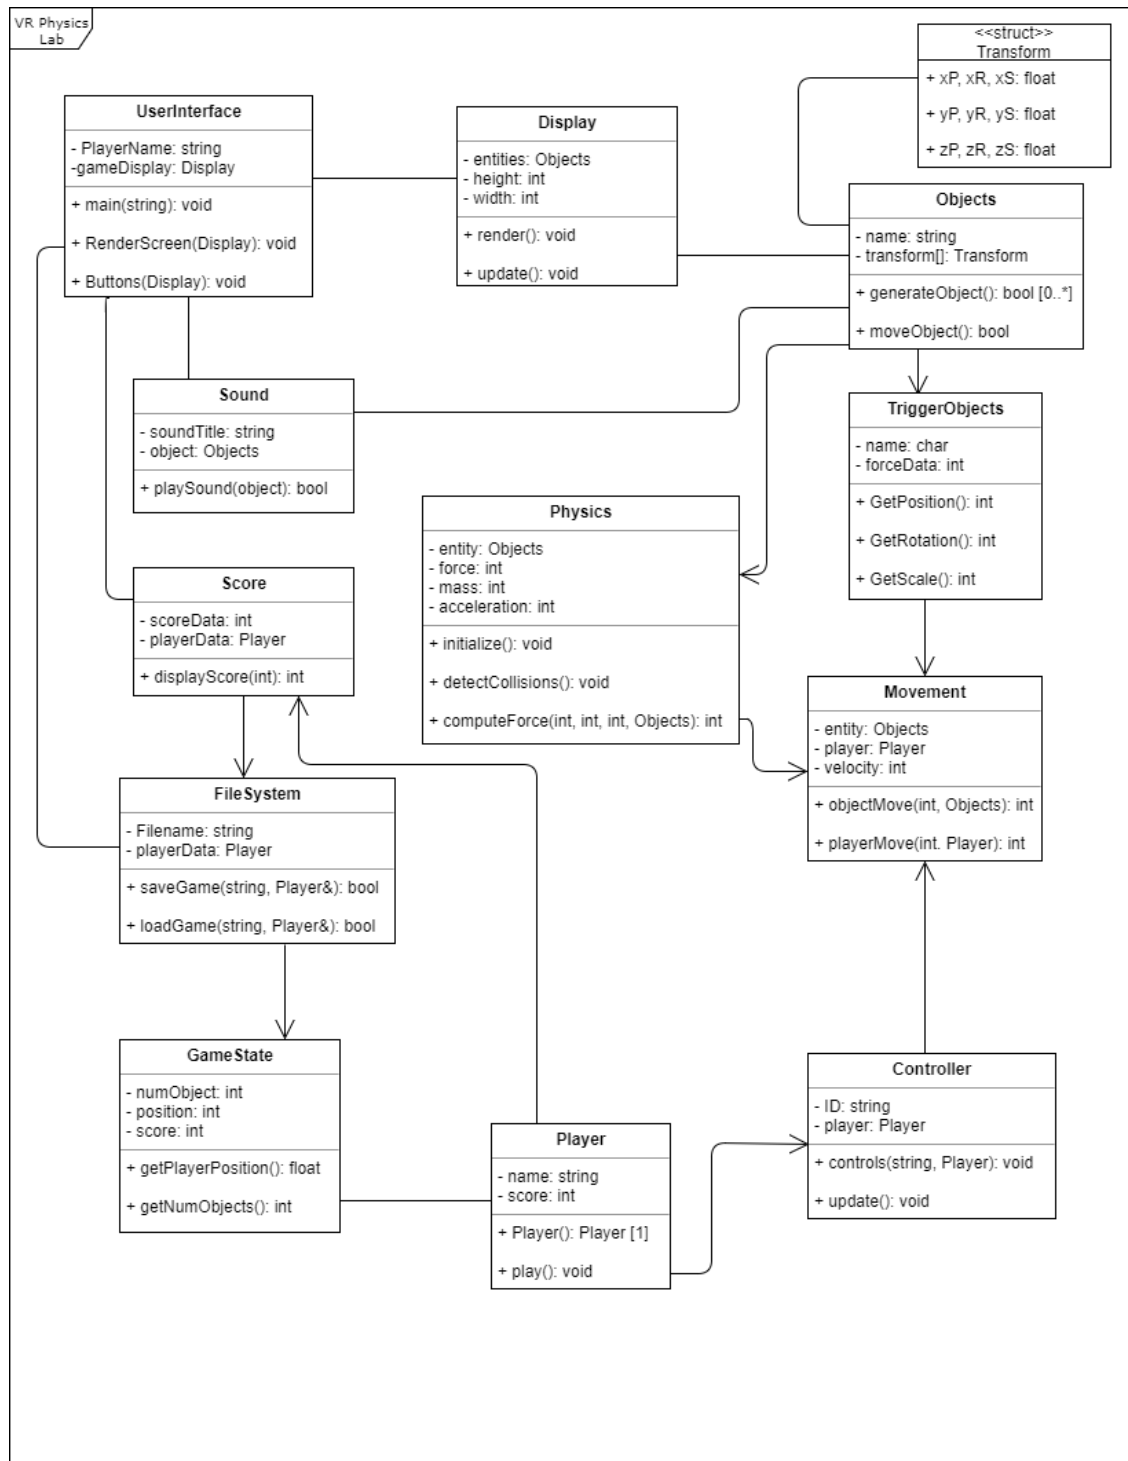 VR Physics
Lab
<<struct>>
Transform
+ xP, xR, xS: float
+ yP, yR, yS: float
+ zP, zR, zS: float
UserInterface
- PlayerName: string
-gameDisplay: Display
+ main(string): void
+ RenderScreen(Display): void
+ Buttons(Display): void
Display
- entities: Objects
- height: int
- width: int
+ render(): void
+ update(): void
Objects
- name: string
- transform[]: Transform
+ generateObject(): bool [0..*]
+ moveObject(): bool
Sound
- soundTitle: string
- object: Objects
+ playSound(object): bool
TriggerObjects
- name: char
- forceData: int
+ GetPosition(): int
+ GetRotation(): int
+ GetScale(): int
Physics
- entity: Objects
- force: int
- mass: int
- acceleration: int
+ initialize(): void
+ detectCollisions(): void
+ computeForce(int, int, int, Objects): int
Score
- scoreData: int
- playerData: Player
+ displayScore(int): int
Movement
- entity: Objects
- player: Player
- velocity: int
+ objectMove(int, Objects): int
+ playerMove(int. Player): int
FileSystem
- Filename: string
- playerData: Player
+ saveGame(string, Player&): bool
+ loadGame(string, Player&): bool
GameState
- numObject: int
- position: int
- score: int
+ getPlayerPosition(): float
+ getNumObjects(): int
Player
- name: string
- score: int
+ Player(): Player [1]
+ play(): void
Controller
- ID: string
- player: Player
+ controls(string, Player): void
+ update(): void